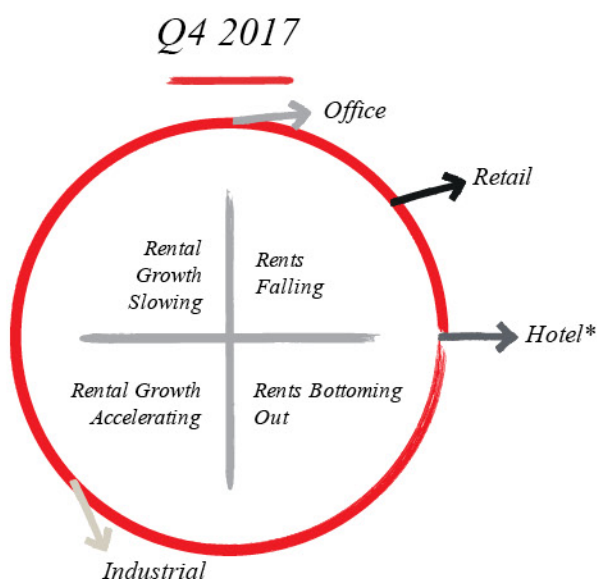 Q4 2017
Office
Retail
Rental
Growth
Slowing
Rents
Falling
Hotel*
Rental Growth
Accelerating
Rents Bottoming
Out
Industrial